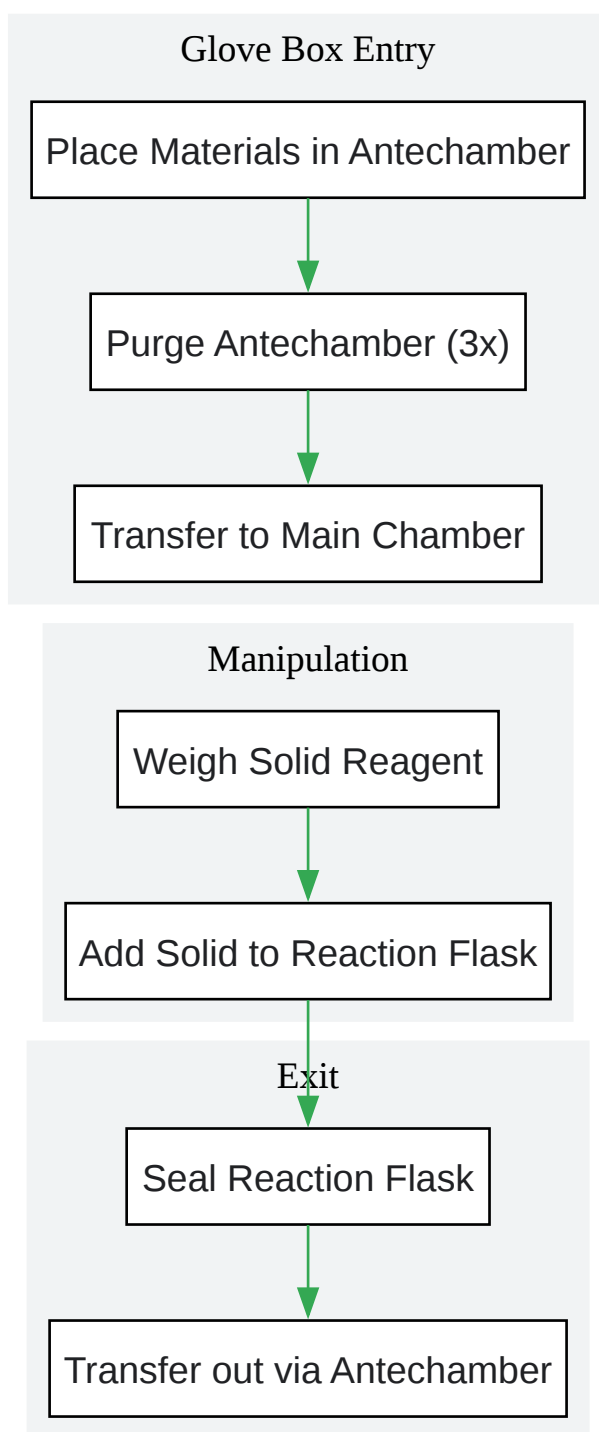 Glove Box Entry
Place Materials in Antechamber
Purge Antechamber (3x)
Transfer to Main Chamber
Manipulation
Weigh Solid Reagent
Add Solid to Reaction Flask
Exit
Seal Reaction Flask
Transfer out via Antechamber